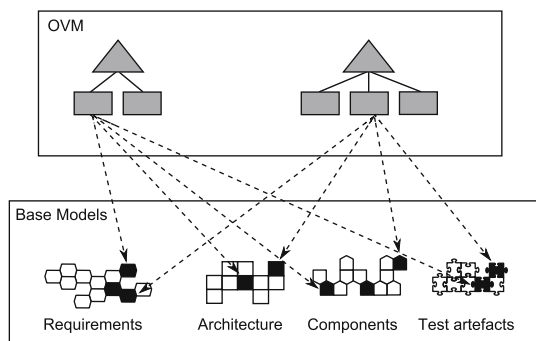 OVM
Base Models
Requirements
Architecture
Components
Test artefacts